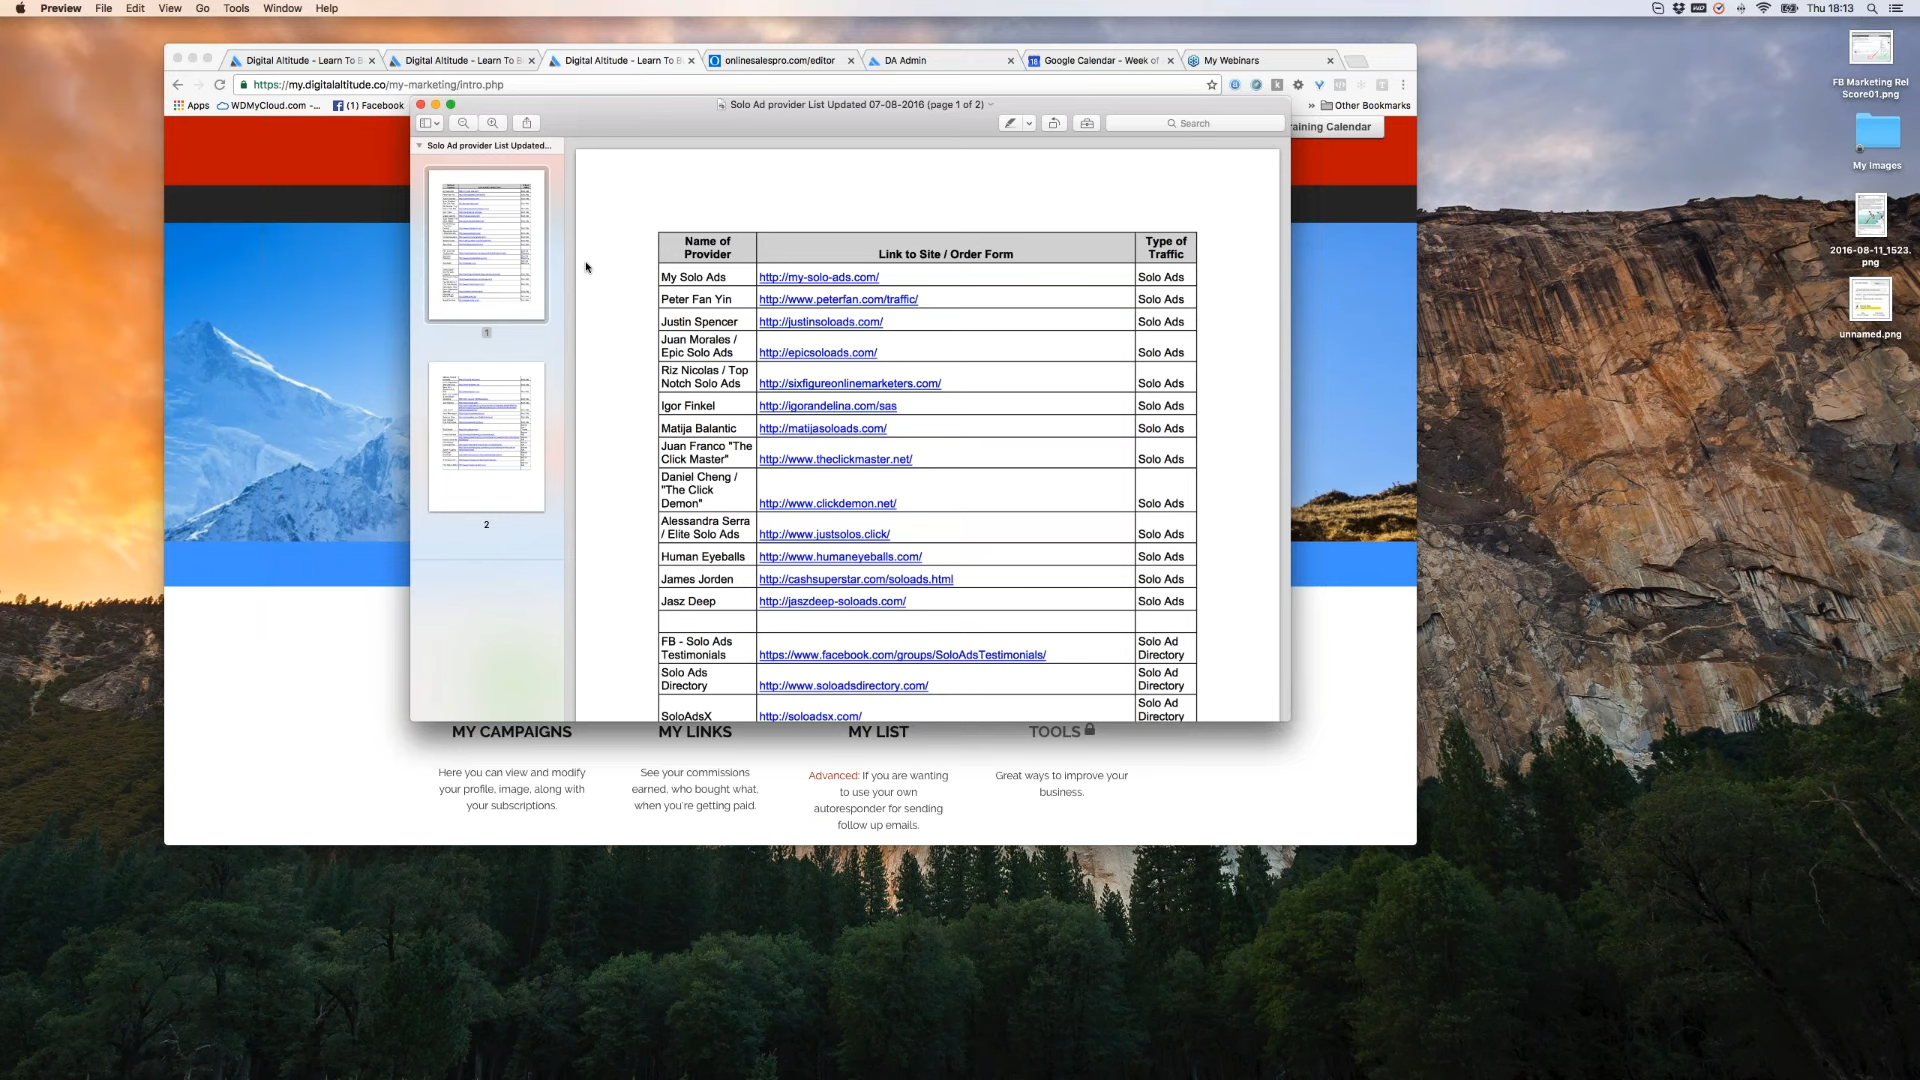 Preview File Edit View Go Tools Window Help
Thu 18:13
Digital Altitude - Learn To B
Digital Altitude - Learn To B
Digital Altitude - Learn To B
onlinesalespro.com/editor
DA Admin
Google Calendar - Week of
My Webinars
https://my.digitalaltitude.co/my-marketing/intro.php
Apps
WDMyCloud.com -...
(1) Facebook
»
Other Bookmarks
Solo Ad provider List Updated 07-08-2016 (page 1 of 2)
Search
raining Calendar
Solo Ad provider List Updated...
1
2
Name of Provider
Link to Site / Order Form
Type of Traffic
My Solo Ads http://my-solo-ads.com/ Solo Ads
Peter Fan Yin http://www.peterfan.com/traffic/ Solo Ads
Justin Spencer http://justinsoloads.com/ Solo Ads
Juan Morales /
Epic Solo Ads http://epicsoloads.com/ Solo Ads
Riz Nicolas / Top
Notch Solo Ads http://sixfigureonlinemarketers.com/ Solo Ads
Igor Finkel http://igorandelina.com/sas Solo Ads
Matija Balantic http://matijasoloads.com/ Solo Ads
Juan Franco "The
Click Master" http://www.theclickmaster.net/ Solo Ads
Daniel Cheng /
"The Click
Demon" http://www.clickdemon.net/ Solo Ads
Alessandra Serra
/ Elite Solo Ads http://www.justsolos.click/ Solo Ads
Human Eyeballs http://www.humaneyeballs.com/ Solo Ads
James Jorden http://cashsuperstar.com/soloads.html Solo Ads
Jasz Deep http://jaszdeep-soloads.com/ Solo Ads
FB - Solo Ads Solo Ad
Testimonials https://www.facebook.com/groups/SoloAdsTestimonials/ Directory
Solo Ads Solo Ad
Directory http://www.soloadsdirectory.com/ Directory
Solo Ad
SoloAdsX http://soloadsx.com/ Directory
MY CAMPAIGNS
Here you can view and modify
your profile, image, along with
your subscriptions.
MY LINKS
See your commissions
earned, who bought what,
when you're getting paid.
MY LIST
Advanced: If you are wanting
to use your own
autoresponder for sending
follow up emails.
TOOLS
Great ways to improve your
business.
FB Marketing Rel
Score01.png
My Images
2016-08-11_1523.
png
unnamed.png